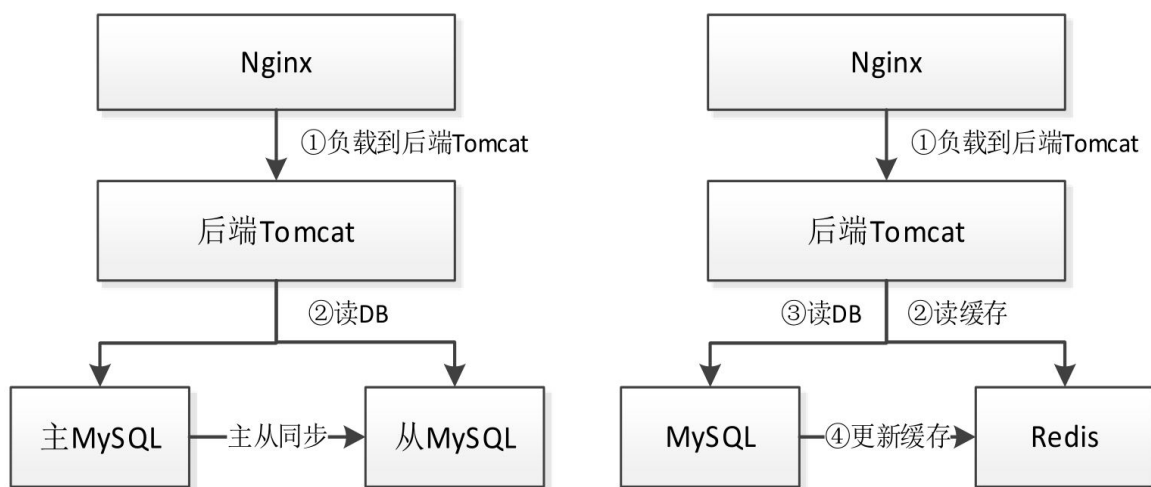 Nginx
①负载到后端Tomcat
后端Tomcat
②读DB
主MySQL
主从同步
从MySQL
Nginx
①负载到后端Tomcat
后端Tomcat
③读DB
②读缓存
MySQL
④更新缓存
Redis